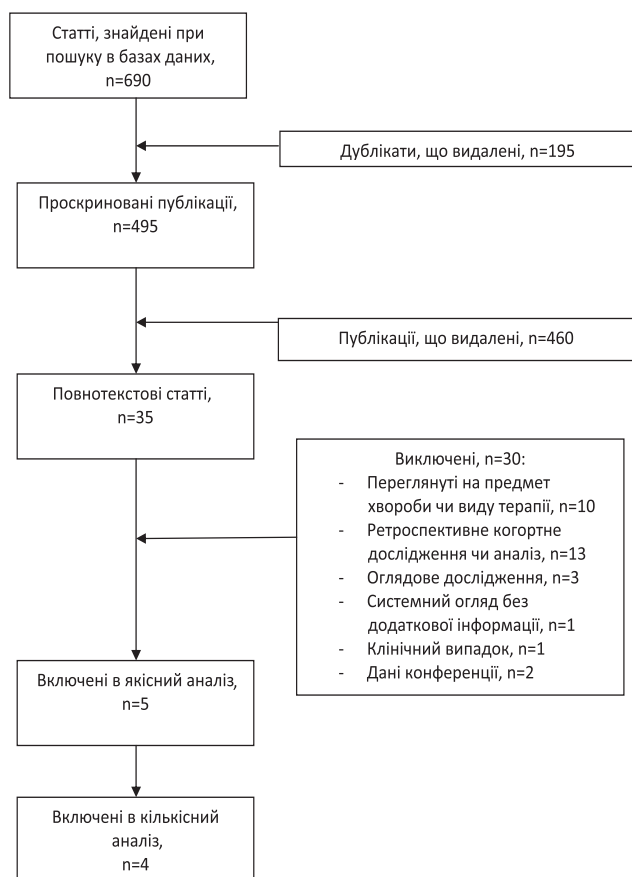 Статті, знайдені при
пошуку в базах даних,
n=690
Дублікати, що видалені, n=195
Проскриновані публікації,
n=495
Публікації, що видалені, n=460
Повнотекстові статті,
n=35
Виключені, n=30:
- Переглянуті на предмет
хвороби чи виду терапії, n=10
- Ретроспективне когортне
дослідження чи аналіз, n=13
- Оглядове дослідження, n=3
- Системний огляд без
додаткової інформації, n=1
- Клінічний випадок, n=1
- Дані конференції, n=2
Включені в якісний аналіз,
n=5
Включені в кількісний
аналіз,
n=4